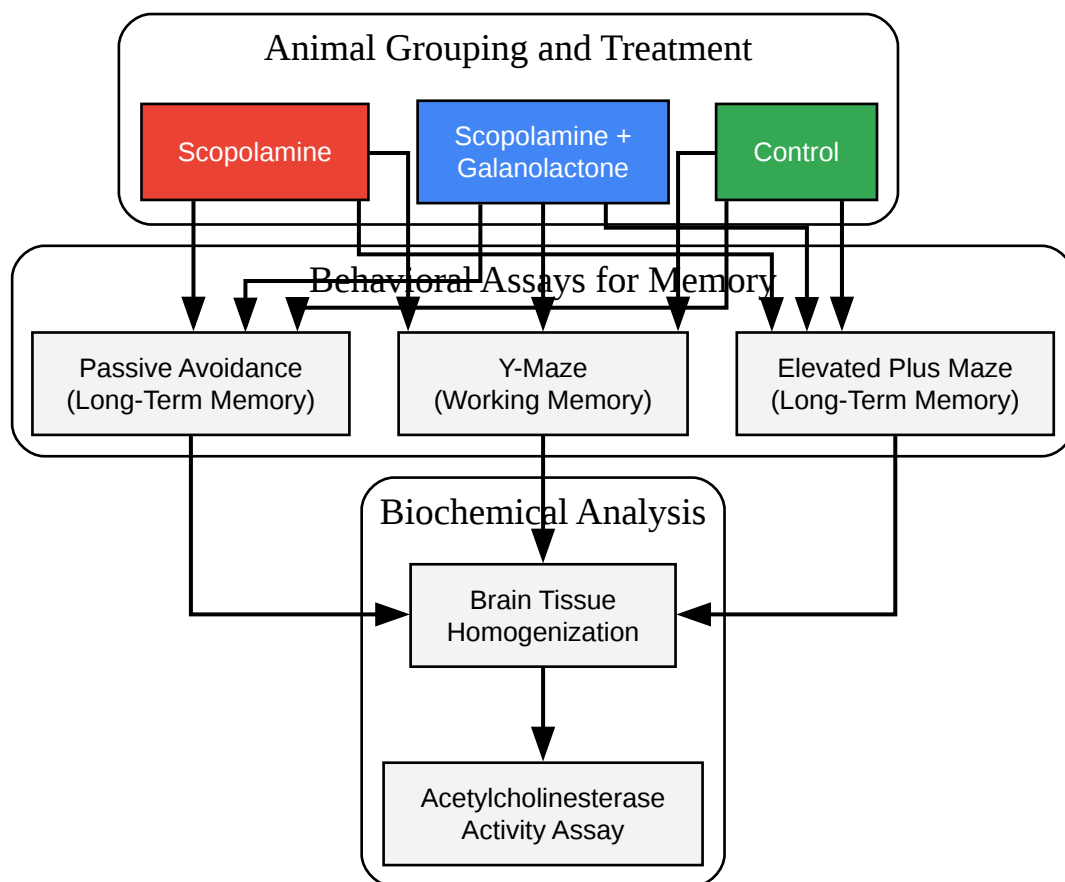 Animal Grouping and Treatment
Scopolamine
Scopolamine +
Galanolactone
Control
Behavioral Assays for Memory
Passive Avoidance
(Long-Term Memory)
Y-Maze
(Working Memory)
Elevated Plus Maze
(Long-Term Memory)
Biochemical Analysis
Brain Tissue
Homogenization
Acetylcholinesterase
Activity Assay